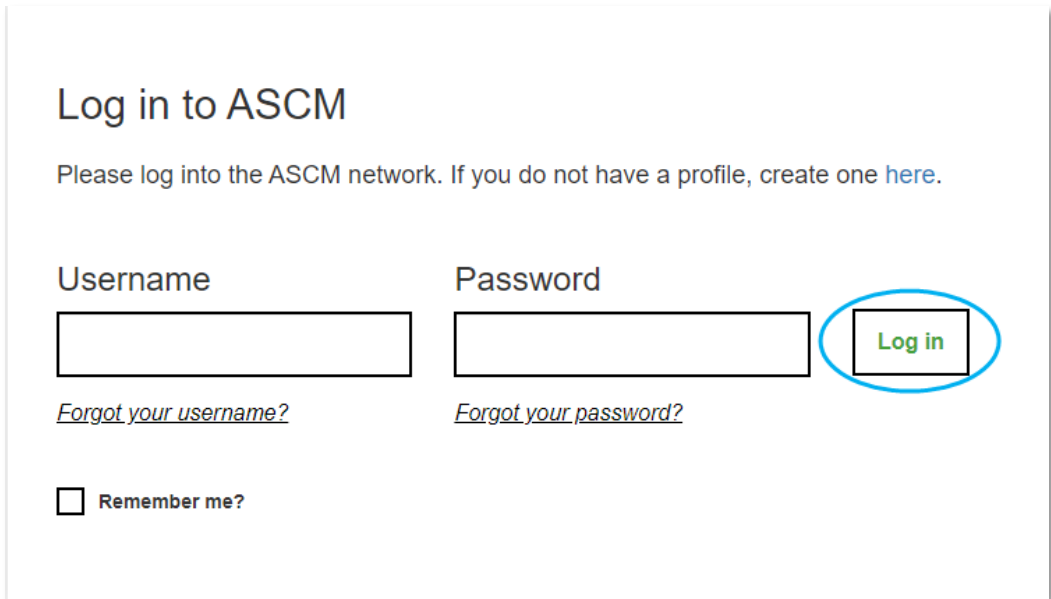 Log in to ASCM
Please log into the ASCM network. If you do not have a profile, create one here.
Username Password
Log in
Forgot your username? Forgot your password?
Remember me?